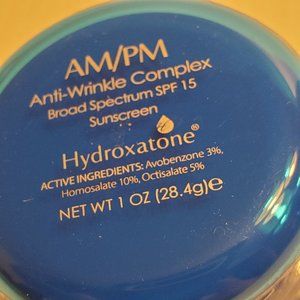 AM/PM
Anti-Wrinkle Complex
Broad Spectrum SPF 15
Sunscreen
Hydroxatone®
ACTIVE INGREDIENTS: Avobenzone 3%,
Homosalate 10%, Octisalate 5%
NET WT 1 OZ (28.4g)℮